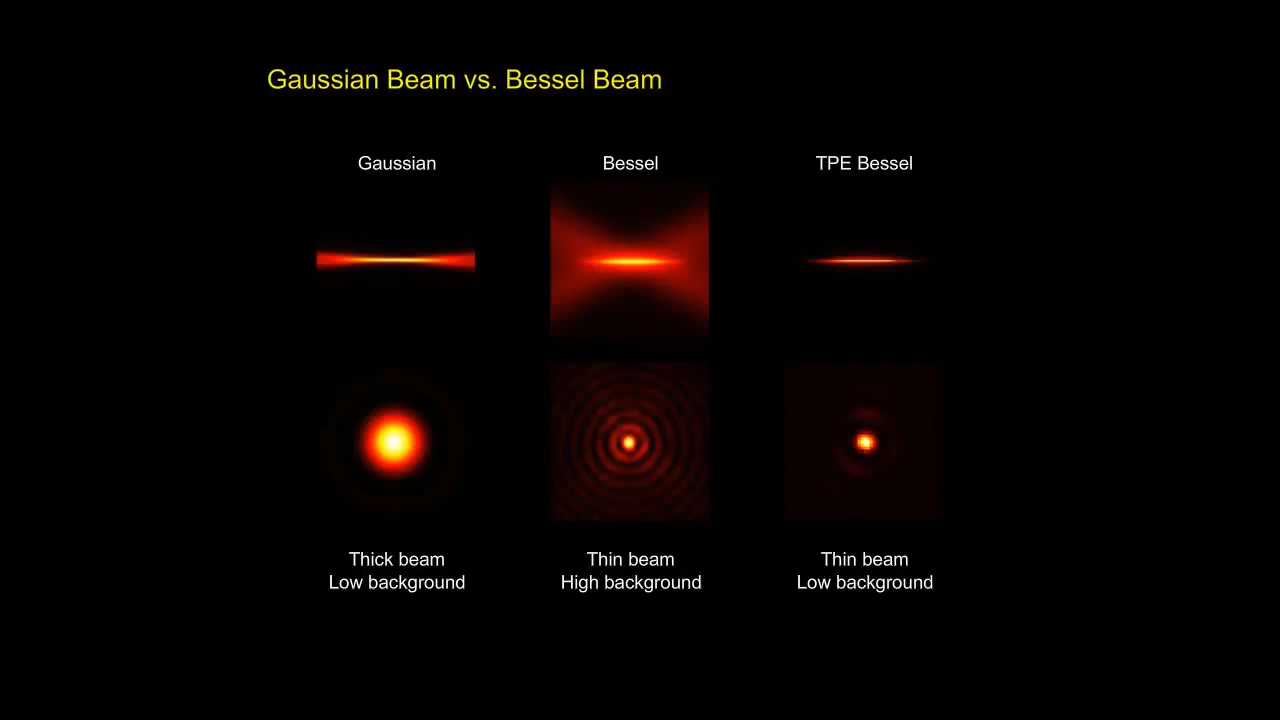 Gaussian Beam vs. Bessel Beam
Gaussian
Bessel
TPE Bessel
Thick beam
Low background
Thin beam
High background
Thin beam
Low background